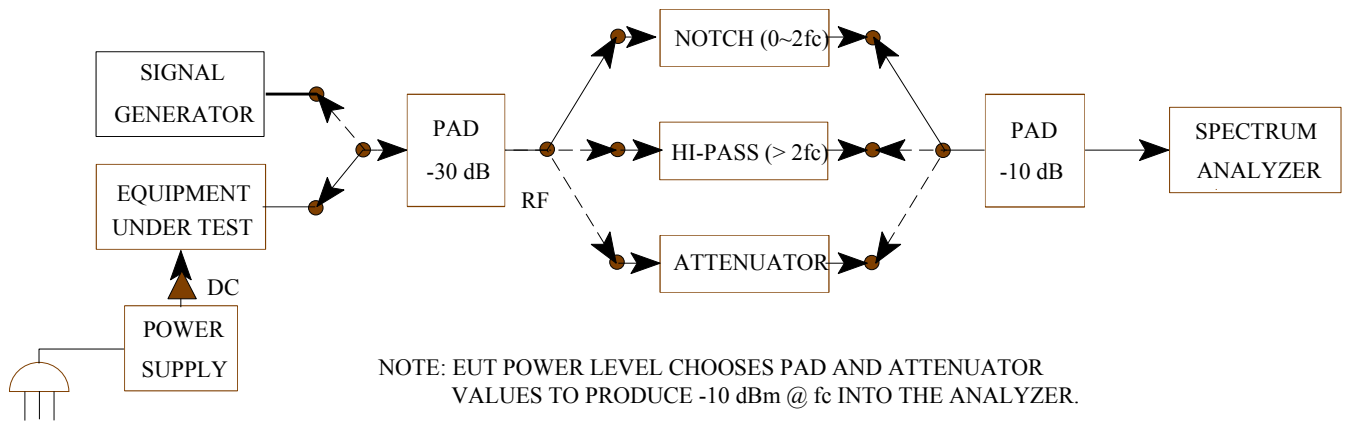 NOTCH (0~2fc)
SIGNAL
GENERATOR
PAD
-30 dB
HI-PASS (> 2fc)
PAD
-10 dB
SPECTRUM
ANALYZER
EQUIPMENT
UNDER TEST
RF
ATTENUATOR
DC
POWER
SUPPLY
NOTE: EUT POWER LEVEL CHOOSES PAD AND ATTENUATOR
VALUES TO PRODUCE -10 dBm @ fc INTO THE ANALYZER.